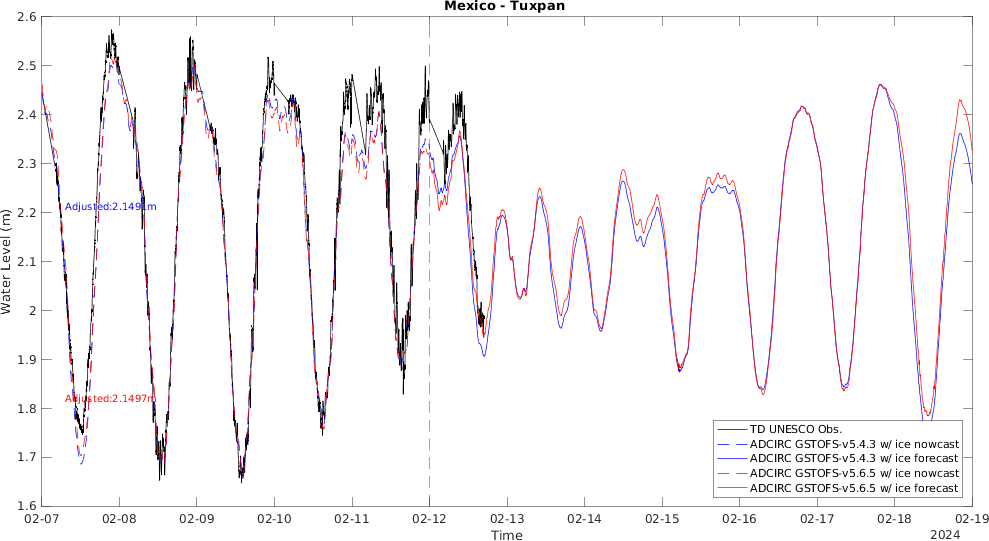 Mexico - Tuxpan
2.6
2.5
2.4
2.3
2.2
2.1
2
1.9
1.8
1.7
1.6
Water Level (m)
Adjusted:2.1491m
Adjusted:2.1497m
TD UNESCO Obs.
ADCIRC GSTOFS-v5.4.3 w/ ice nowcast
ADCIRC GSTOFS-v5.4.3 w/ ice forecast
ADCIRC GSTOFS-v5.6.5 w/ ice nowcast
ADCIRC GSTOFS-v5.6.5 w/ ice forecast
02-07 02-08 02-09 02-10 02-11 02-12 02-13 02-14 02-15 02-16 02-17 02-18 02-19
Time
2024